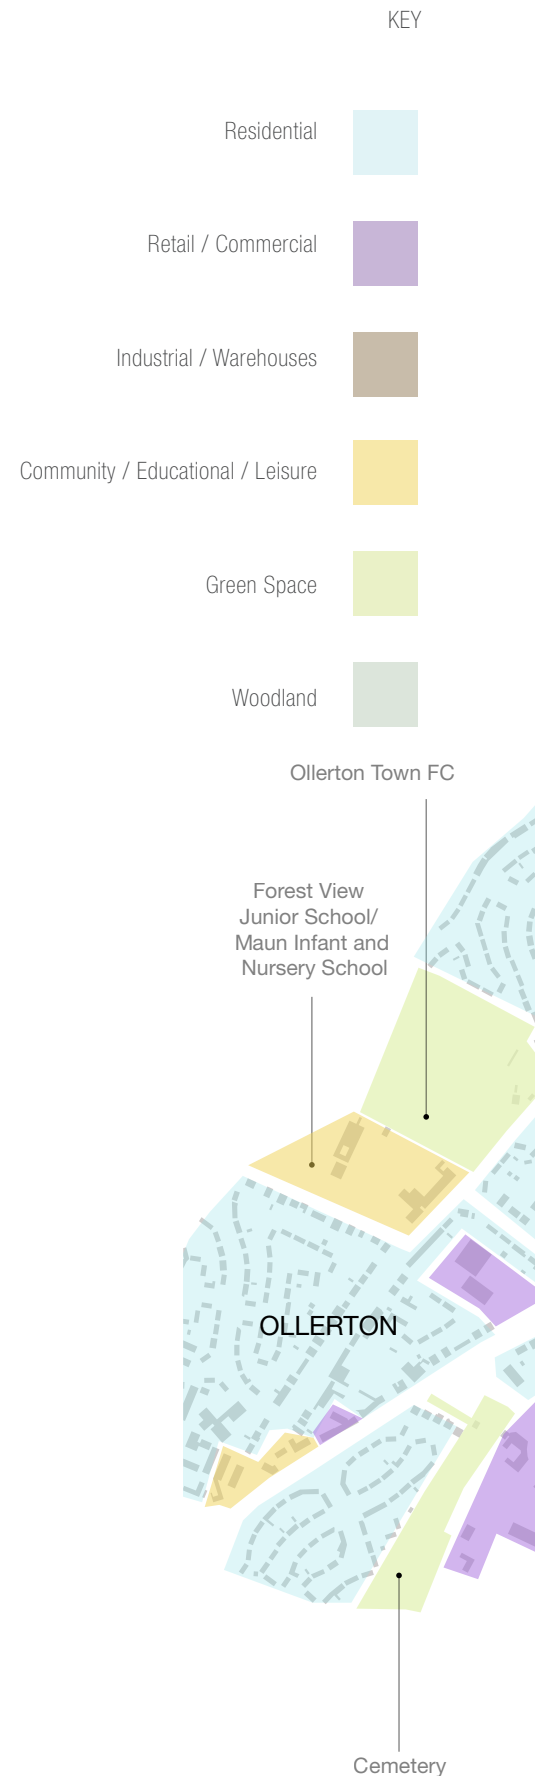 KEY
Residential
Retail / Commercial
Industrial / Warehouses
Community / Educational / Leisure
Green Space
Woodland
Ollerton Town FC
Forest View
Junior School/
Maun Infant and
Nursery School
OLLERTON
Cemetery